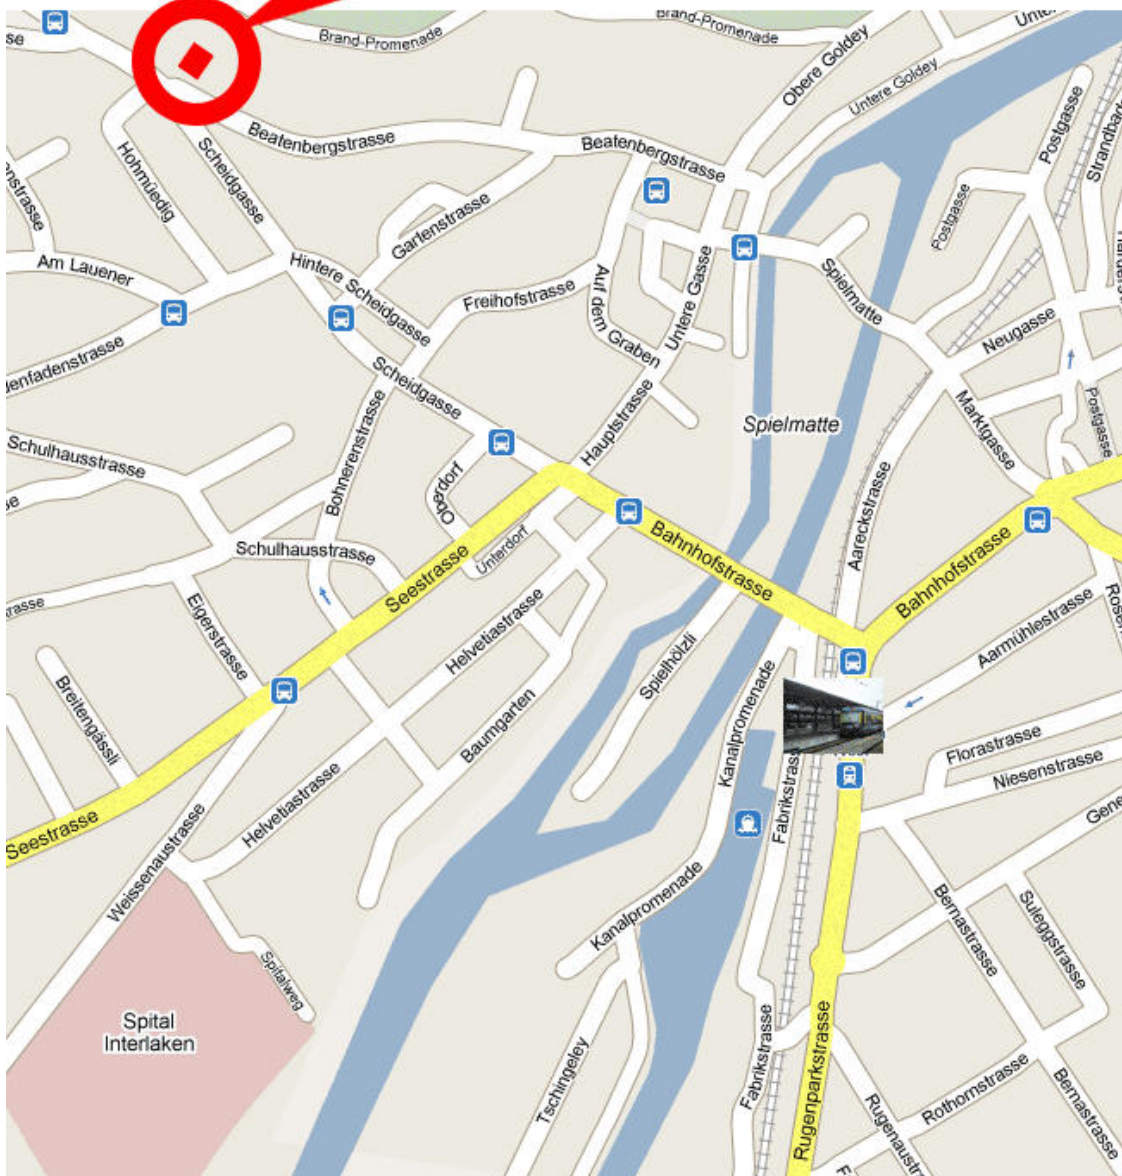 Brand-Promenade
Brand-Promenade
Obere Goldey
Untere Goldey
Postgasse
Beatenbergstrasse
Beatenbergstrasse
Scheidgasse
Hohmüedig
Postgasse
Am Lauener
Gartenstrasse
Hintere Scheidgasse
Freihofstrasse
Auf dem Graben
Untere Gasse
Spielmatte
Neugasse
Scheidgasse
Hauptstrasse
Spielmatte
Marktgasse
Postgasse
Schulhausstrasse
Bohnerenstrasse
Oberdorf
Unterdorf
Bahnhofstrasse
Aareckstrasse
Bahnhofstrasse
Schulhausstrasse
Seestrasse
Eigerstrasse
Helvetiastrasse
Spielhölzli
Aarmühlestrasse
Breitengässli
Baumgarten
Kanalpromenade
Fabrikstrasse
Florastrasse
Niesenstrasse
Seestrasse
Helvetiastrasse
Weissenaustrasse
Kanalpromenade
Bernastrasse
Suleggstrasse
Spitalweg
Spital
Interlaken
Tschingeley
Fabrikstrasse
Rugenparkstrasse
Rothornstrasse
Bernastrasse